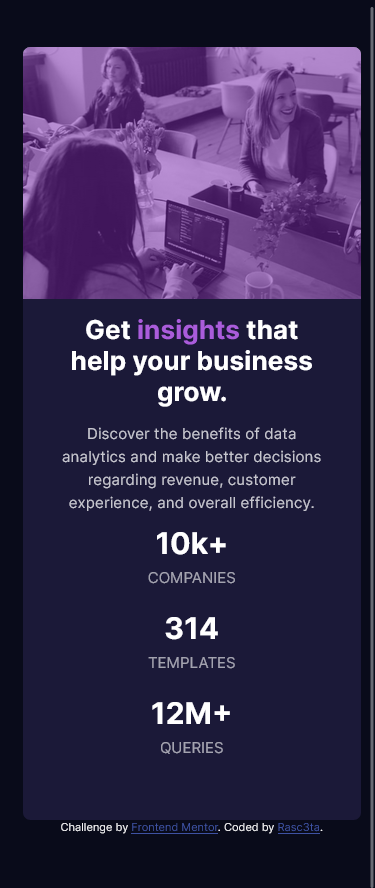 Get insights that
help your business
grow.
Discover the benefits of data
analytics and make better decisions
regarding revenue, customer
experience, and overall efficiency.
10k+
COMPANIES
314
TEMPLATES
12M+
QUERIES
Challenge by Frontend Mentor. Coded by Rasc3ta.